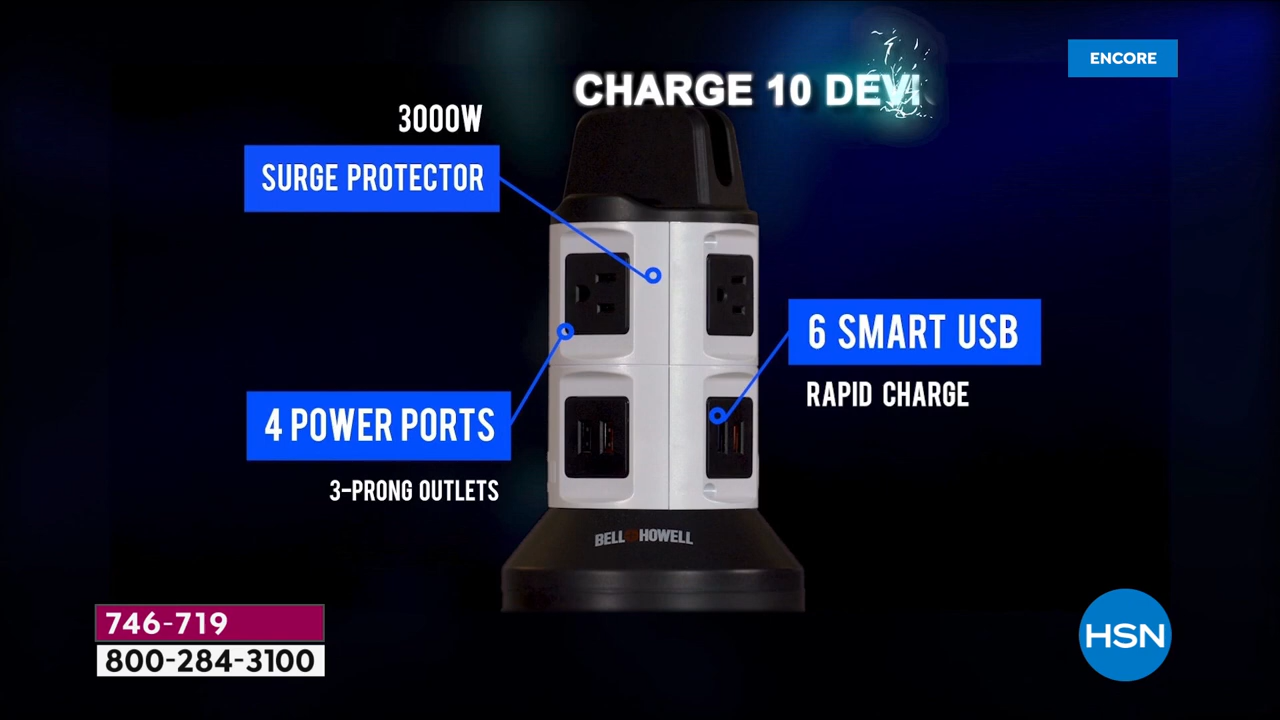 ENCORE
CHARGE 10 DEVI
3000W
SURGE PROTECTOR
6 SMART USB
RAPID CHARGE
4 POWER PORTS
3-PRONG OUTLETS
BELL HOWELL
746-719
800-284-3100
HSN